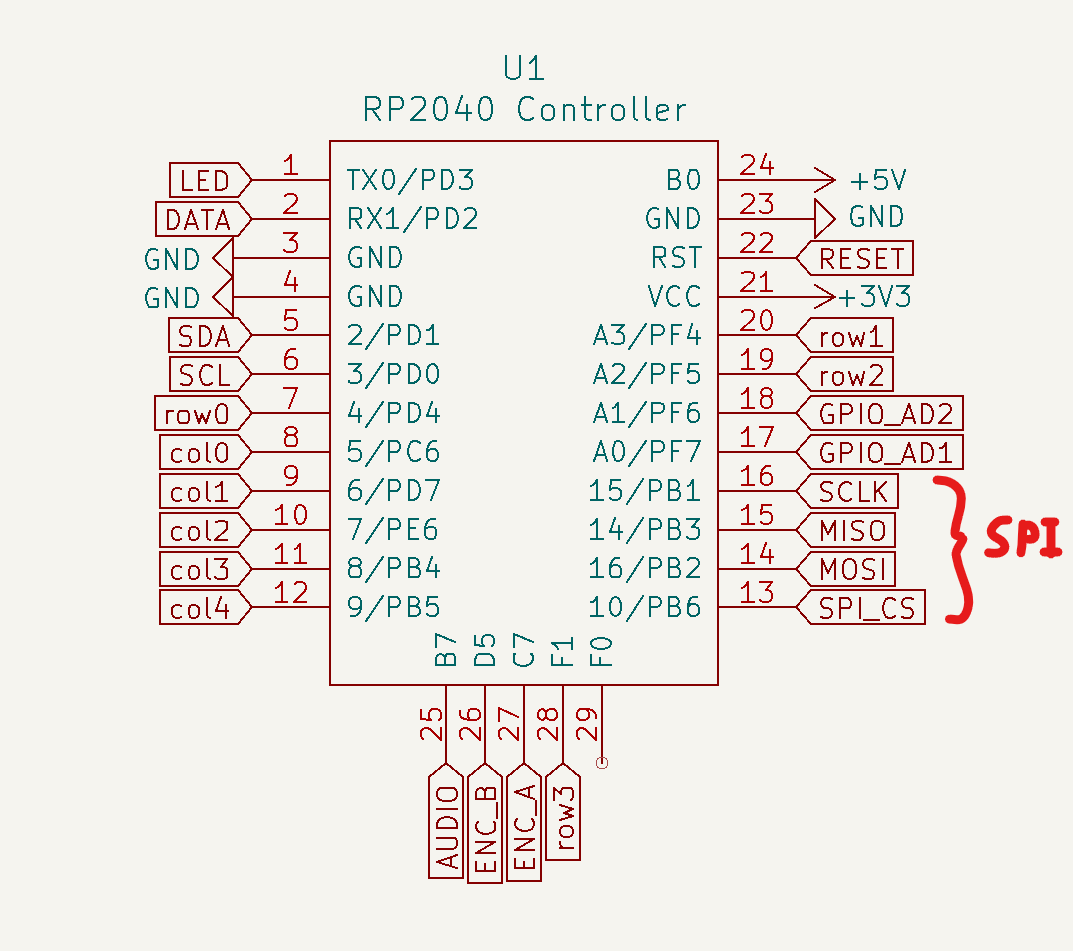 U1
RP2040 Controller
LED 1 TX0/PD3 B0 24 +5V
DATA 2 RX1/PD2 GND 23 GND
GND 3 GND RST 22 RESET
GND 4 GND VCC 21 +3V3
SDA 5 2/PD1 A3/PF4 20 row1
SCL 6 3/PD0 A2/PF5 19 row2
row0 7 4/PD4 A1/PF6 18 GPIO_AD2
col0 8 5/PC6 A0/PF7 17 GPIO_AD1
col1 9 6/PD7 15/PB1 16 SCLK
col2 10 7/PE6 14/PB3 15 MISO
SPI
col3 11 8/PB4 16/PB2 14 MOSI
col4 12 9/PB5 10/PB6 13 SPI_CS
B7 D5 C7 F1 F0
25 26 27 28 29
AUDIO ENC_B ENC_A row3